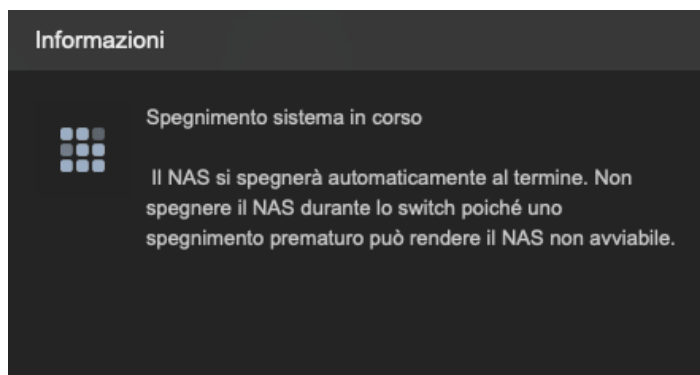 Informazioni
Spegnimento sistema in corso
Il NAS si spegnerà automaticamente al termine. Non
spegnere il NAS durante lo switch poiché uno
spegnimento prematuro può rendere il NAS non avviabile.